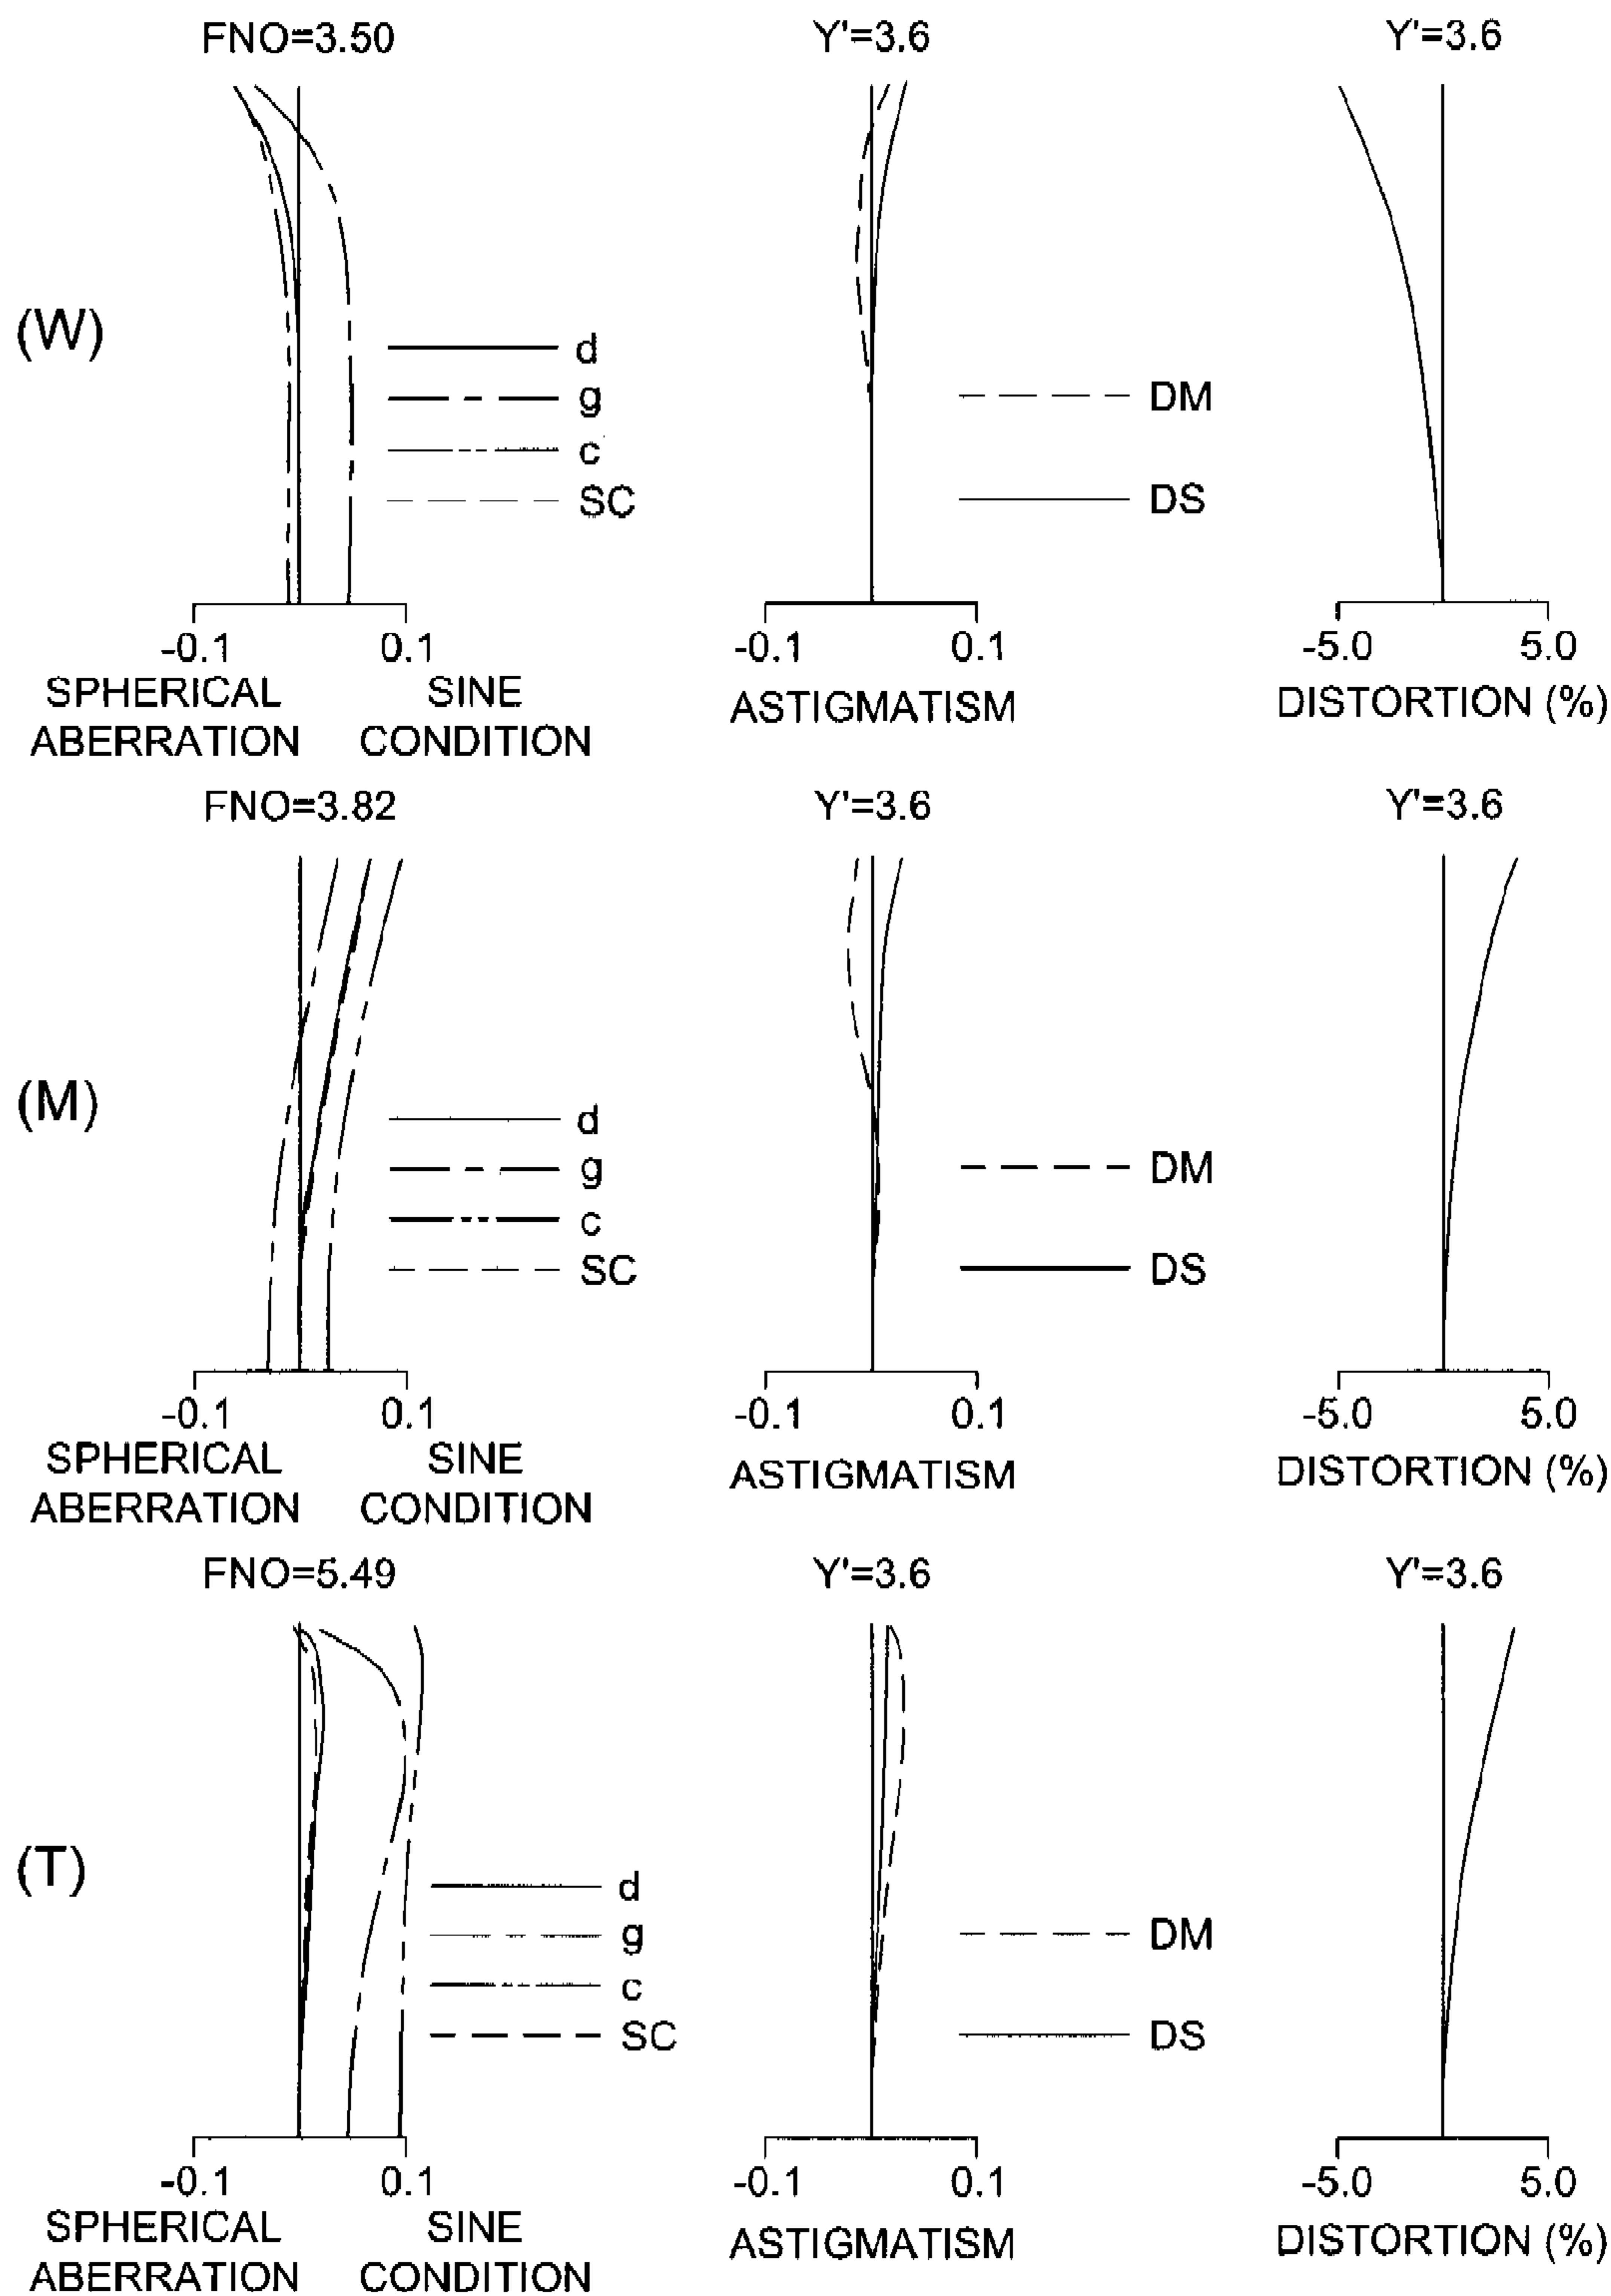 FNO=3.50
Y'=3.6
Y'=3.6
(W)
d
g
c
SC
DM
DS
-0.1 0.1
-0.1 0.1
-5.0 5.0
SPHERICAL ABERRATION
SINE CONDITION
ASTIGMATISM
DISTORTION (%)
FNO=3.82
Y'=3.6
Y'=3.6
(M)
d
g
c
SC
DM
DS
-0.1 0.1
-0.1 0.1
-5.0 5.0
SPHERICAL ABERRATION
SINE CONDITION
ASTIGMATISM
DISTORTION (%)
FNO=5.49
Y'=3.6
Y'=3.6
(T)
d
g
c
SC
DM
DS
-0.1 0.1
-0.1 0.1
-5.0 5.0
SPHERICAL ABERRATION
SINE CONDITION
ASTIGMATISM
DISTORTION (%)